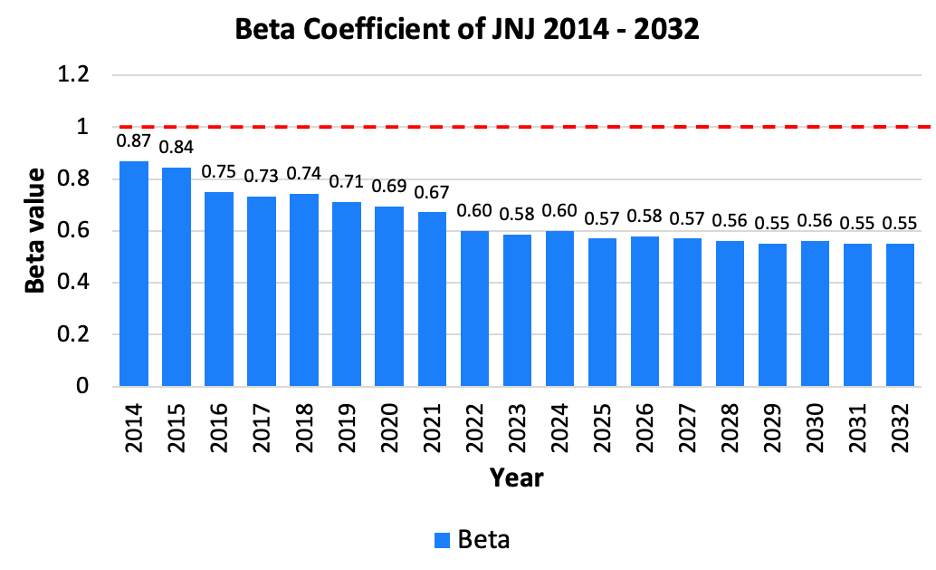 Beta Coefficient of JNJ 2014 - 2032
Beta value
1.2
1
0.8
0.6
0.4
0.2
0
0.87 0.84 0.75 0.73 0.74 0.71 0.69 0.67 0.60 0.58 0.60 0.57 0.58 0.57 0.56 0.55 0.56 0.55 0.55
2014 2015 2016 2017 2018 2019 2020 2021 2022 2023 2024 2025 2026 2027 2028 2029 2030 2031 2032
Year
Beta